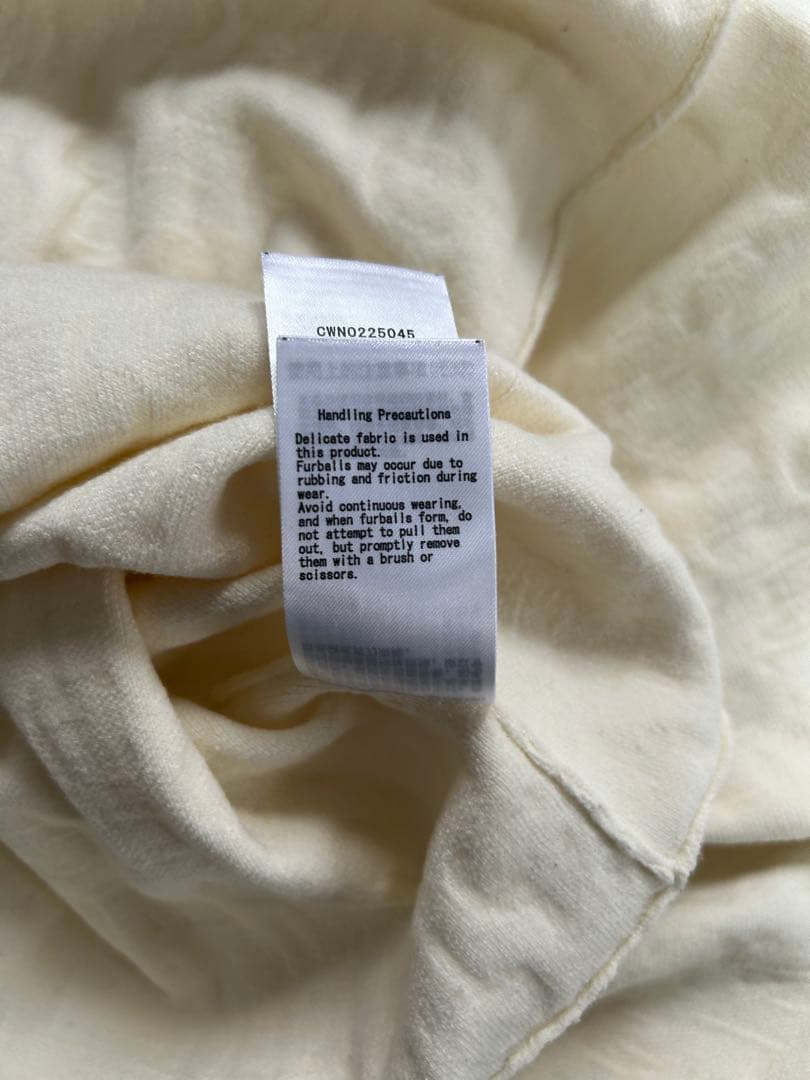 CWN0225045
Handling Precautions
Delicate fabric is used in
this product.
Furballs may occur due to
rubbing and friction during
wear.
Avoid continuous wearing,
and when furballs form, do
not attempt to pull them
out, but promptly remove
them with a brush or
scissors.